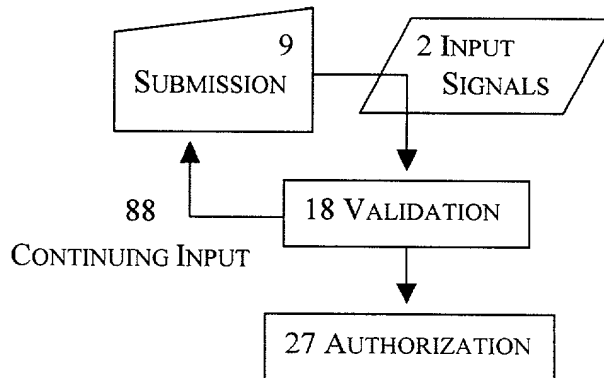 9
SUBMISSION
2 INPUT
SIGNALS
88
CONTINUING INPUT
18 VALIDATION
27 AUTHORIZATION